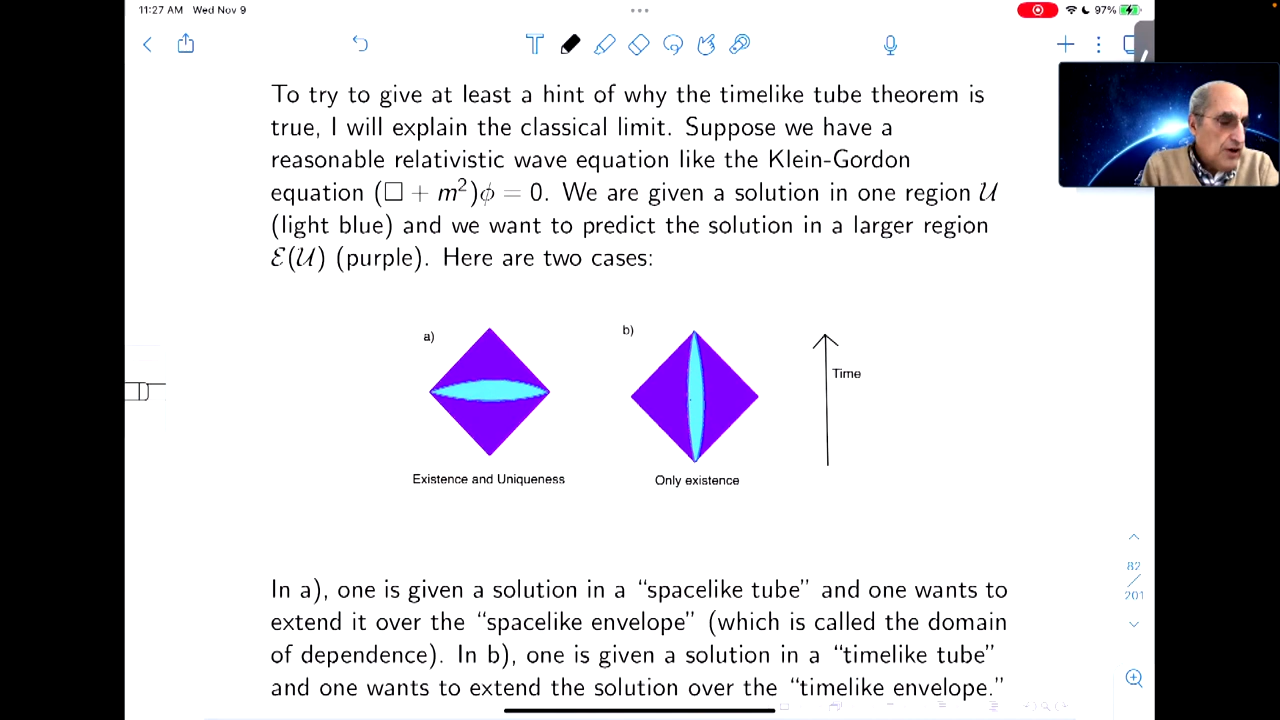 11:27 AM Wed Nov 9
97%
To try to give at least a hint of why the timelike tube theorem is
true, I will explain the classical limit. Suppose we have a
reasonable relativistic wave equation like the Klein-Gordon
equation (□ + m²)ϕ = 0. We are given a solution in one region 𝒰
(light blue) and we want to predict the solution in a larger region
ℰ(𝒰) (purple). Here are two cases:
a)
b)
Time
Existence and Uniqueness
Only existence
In a), one is given a solution in a “spacelike tube” and one wants to
extend it over the “spacelike envelope” (which is called the domain
of dependence). In b), one is given a solution in a “timelike tube”
and one wants to extend the solution over the “timelike envelope.”
82
/
201